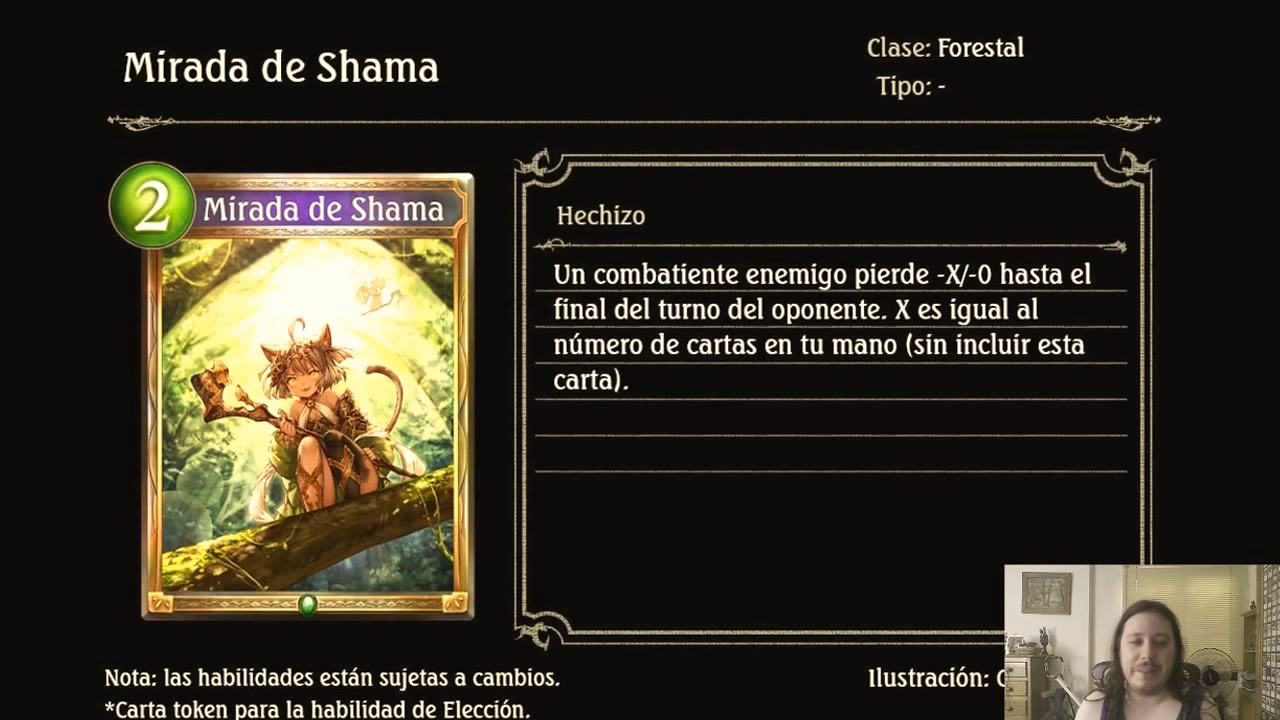 Mirada de Shama
Clase: Forestal
Tipo: -
2
Mirada de Shama
Hechizo
Un combatiente enemigo pierde -X/-0 hasta el
final del turno del oponente. X es igual al
número de cartas en tu mano (sin incluir esta
carta).
Nota: las habilidades están sujetas a cambios.
*Carta token para la habilidad de Elección.
Ilustración: